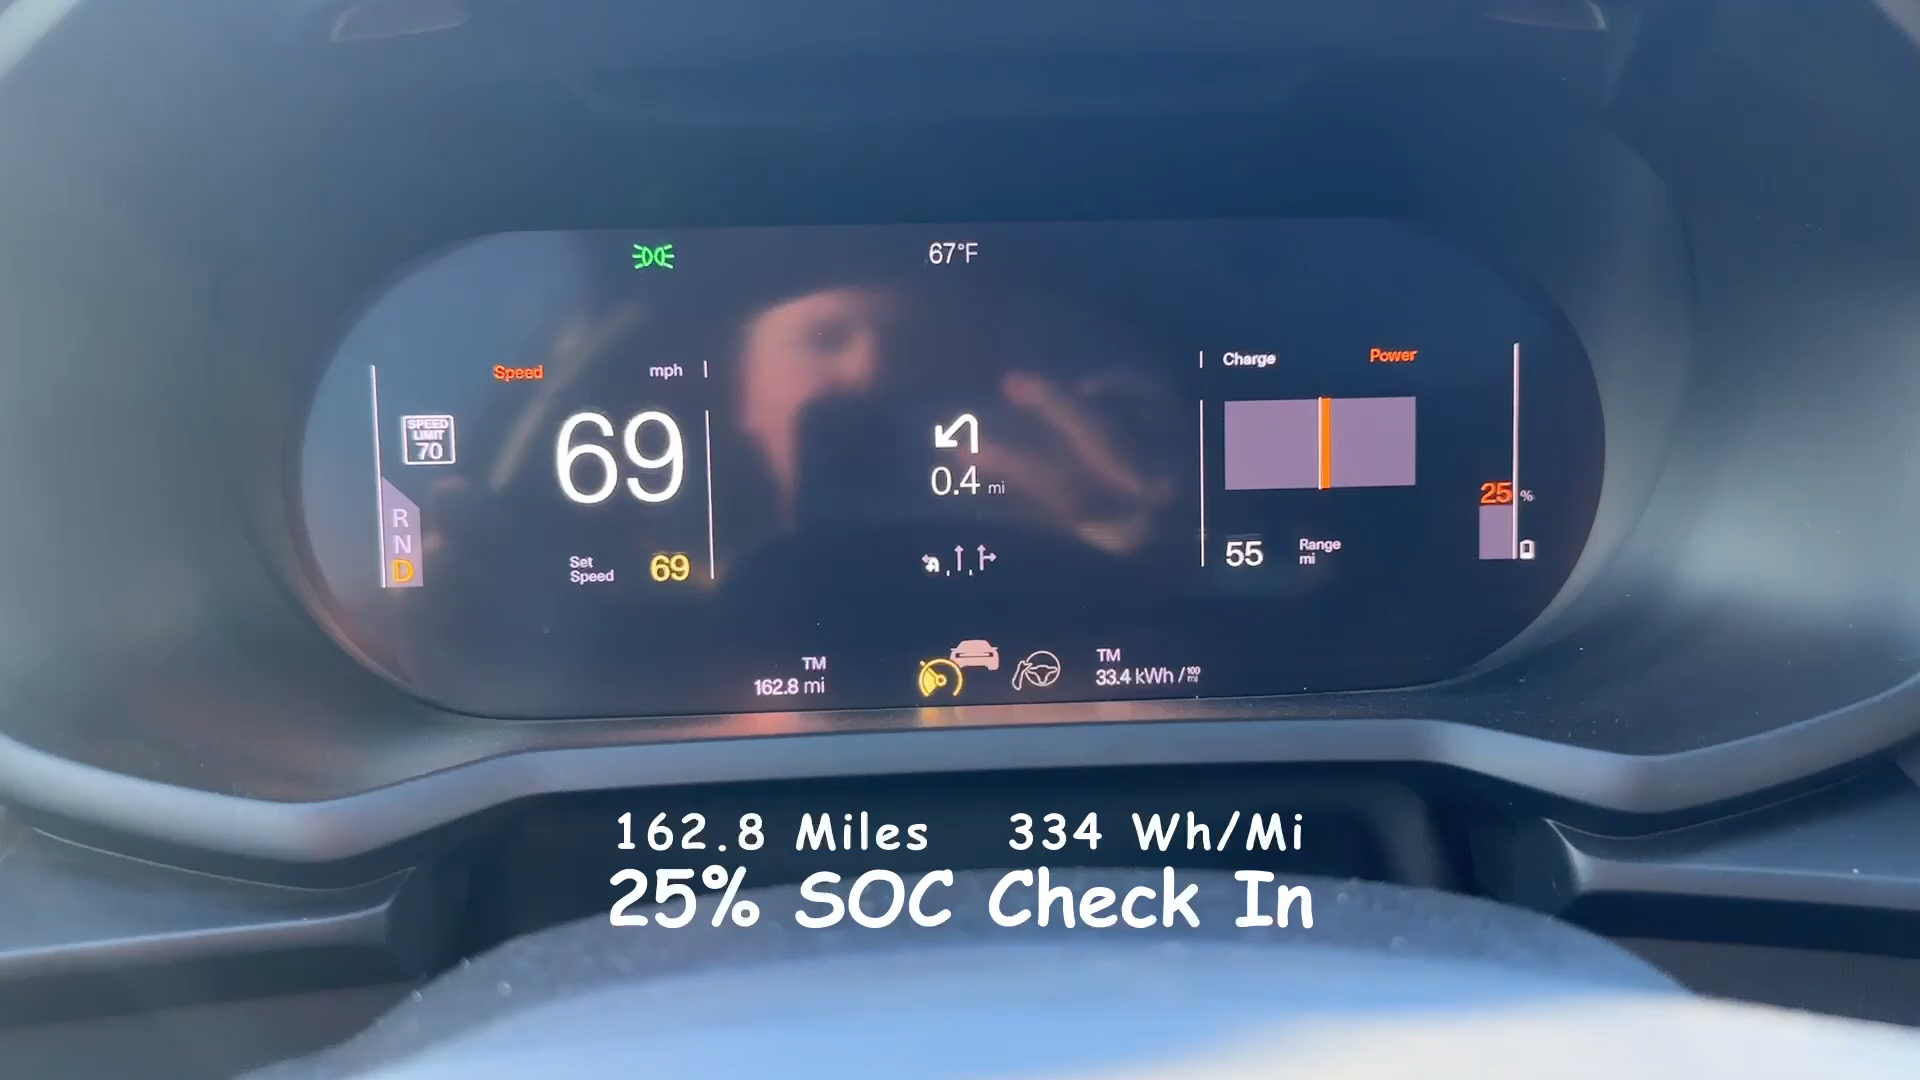 67°F
Speed mph
Charge Power
SPEED
LIMIT
70
69
0.4 mi
25 %
R
N
D
Set
Speed 69
55 Range
mi
TM
162.8 mi
TM
33.4 kWh / 100
mi
162.8 Miles 334 Wh/Mi
25% SOC Check In